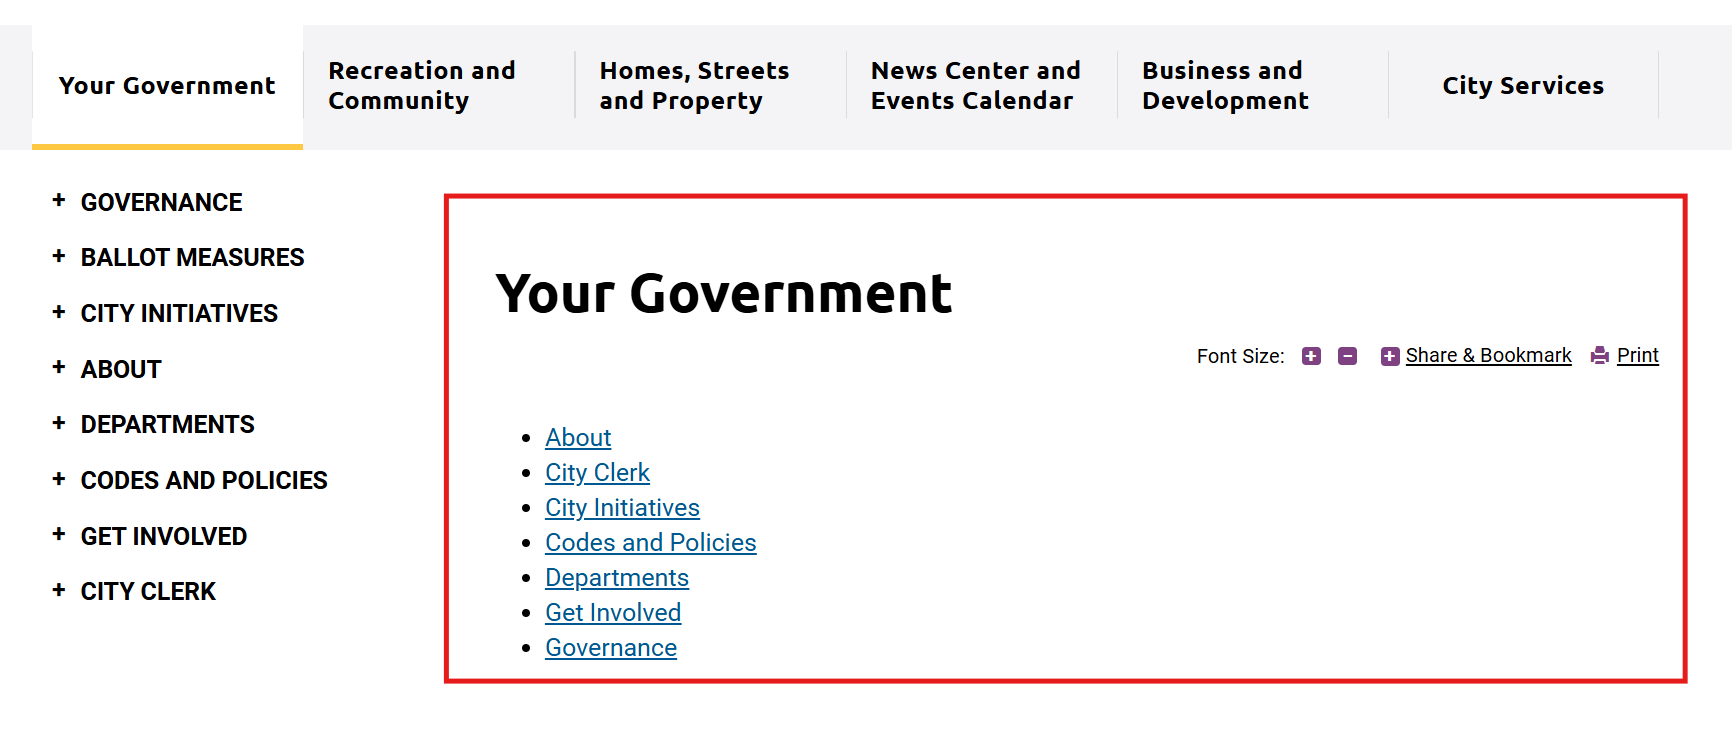 Your Government
Recreation and
Community
Homes, Streets
and Property
News Center and
Events Calendar
Business and
Development
City Services
+ GOVERNANCE
+ BALLOT MEASURES
+ CITY INITIATIVES
+ ABOUT
+ DEPARTMENTS
+ CODES AND POLICIES
+ GET INVOLVED
+ CITY CLERK
Your Government
Font Size: + - + Share & Bookmark Print
• About
• City Clerk
• City Initiatives
• Codes and Policies
• Departments
• Get Involved
• Governance